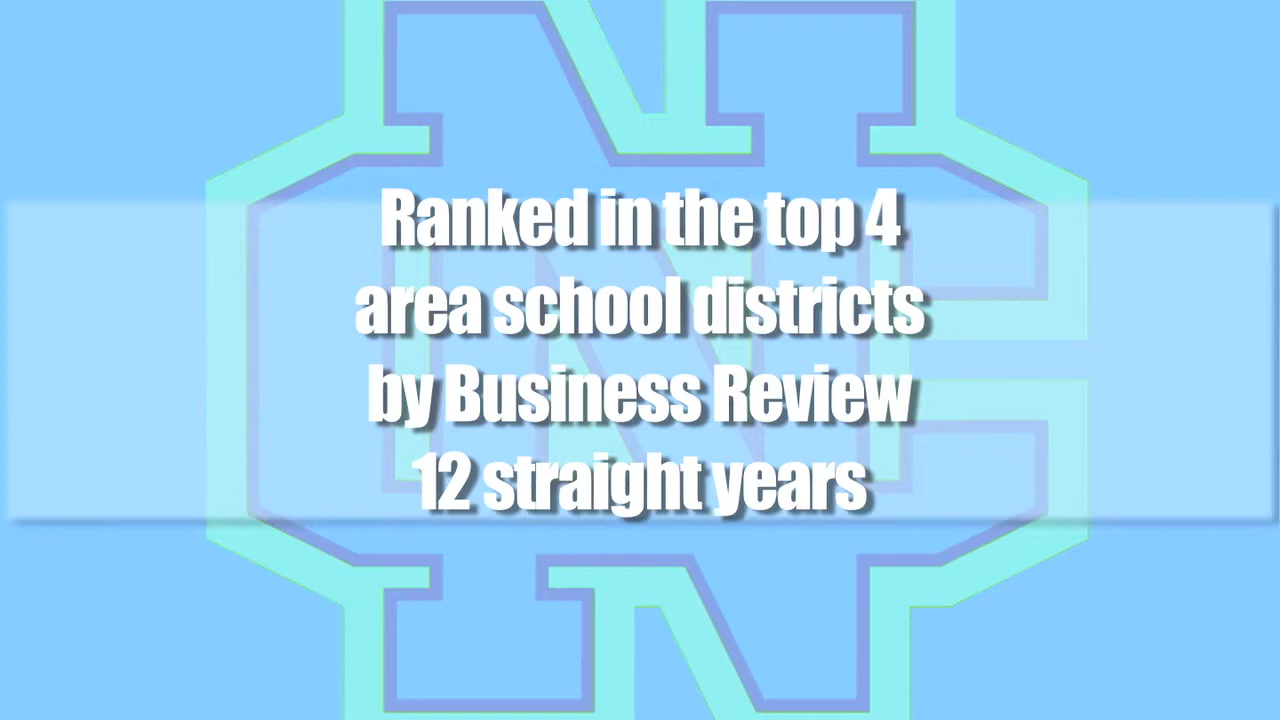 Ranked in the top 4
area school districts
by Business Review
12 straight years